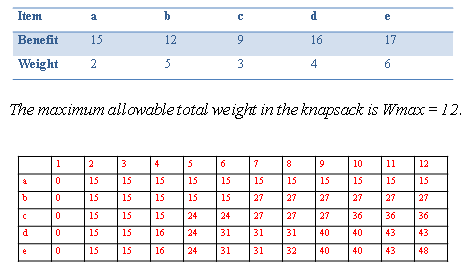 Item a b c d e
Benefit 15 12 9 16 17
Weight 2 5 3 4 6
The maximum allowable total weight in the knapsack is Wmax = 12.
1 2 3 4 5 6 7 8 9 10 11 12
a 0 15 15 15 15 15 15 15 15 15 15 15
b 0 15 15 15 15 15 27 27 27 27 27 27
c 0 15 15 15 24 24 27 27 27 36 36 36
d 0 15 15 16 24 31 31 31 40 40 43 43
e 0 15 15 16 24 31 31 32 40 40 43 48